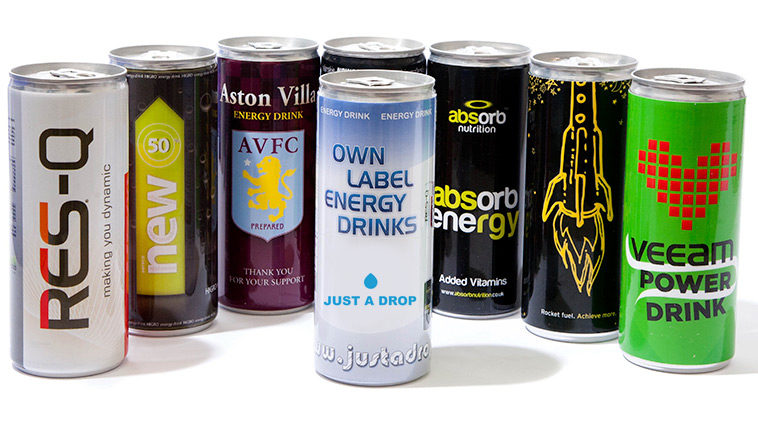 RES-Q
making you dynamic
50
new
Aston Villa
ENERGY DRINK
AVFC
PREPARED
THANK YOU
FOR YOUR SUPPORT
ENERGY DRINK ENERGY DRINK
OWN
LABEL
ENERGY
DRINKS
JUST A DROP
www.justadro
absorb
nutrition
absorb
energy
Added Vitamins
www.absorbnutrition.co.uk
Rocket fuel. Achieve more.
VEEAM
POWER
DRINK